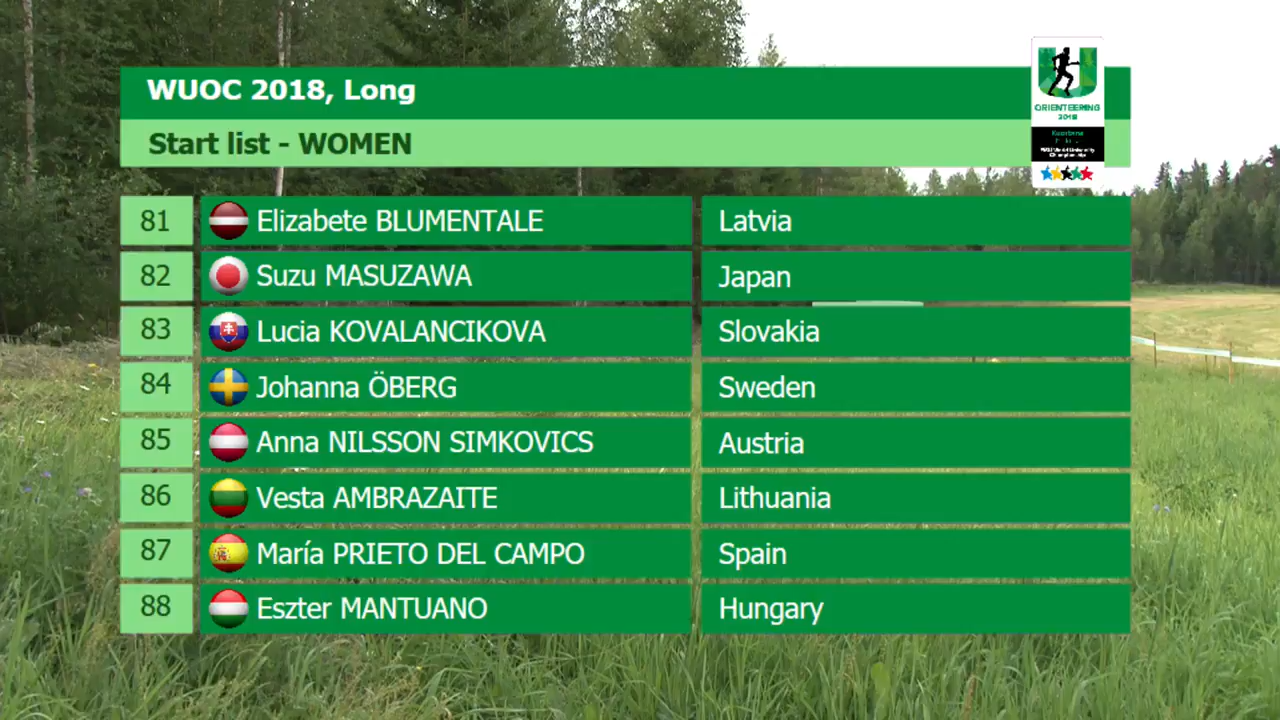 WUOC 2018, Long
Start list - WOMEN
ORIENTEERING
2018
81 Elizabete BLUMENTALE Latvia
82 Suzu MASUZAWA Japan
83 Lucia KOVALANCIKOVA Slovakia
84 Johanna ÖBERG Sweden
85 Anna NILSSON SIMKOVICS Austria
86 Vesta AMBRAZAITE Lithuania
87 María PRIETO DEL CAMPO Spain
88 Eszter MANTUANO Hungary